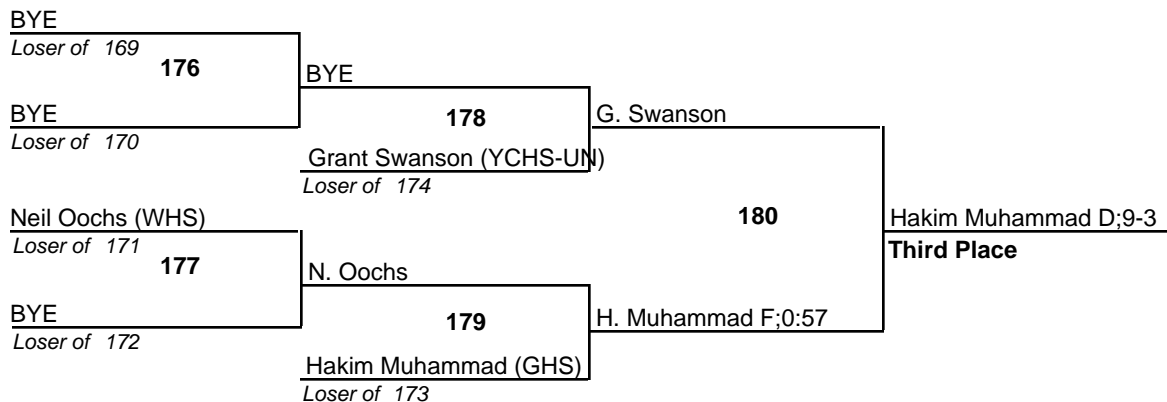 BYE
Loser of 169
176
BYE
BYE
Loser of 170
178
G. Swanson
Grant Swanson (YCHS-UN)
Loser of 174
Neil Oochs (WHS)
Loser of 171
177
180
Hakim Muhammad D;9-3
Third Place
N. Oochs
BYE
Loser of 172
179
H. Muhammad F;0:57
Hakim Muhammad (GHS)
Loser of 173